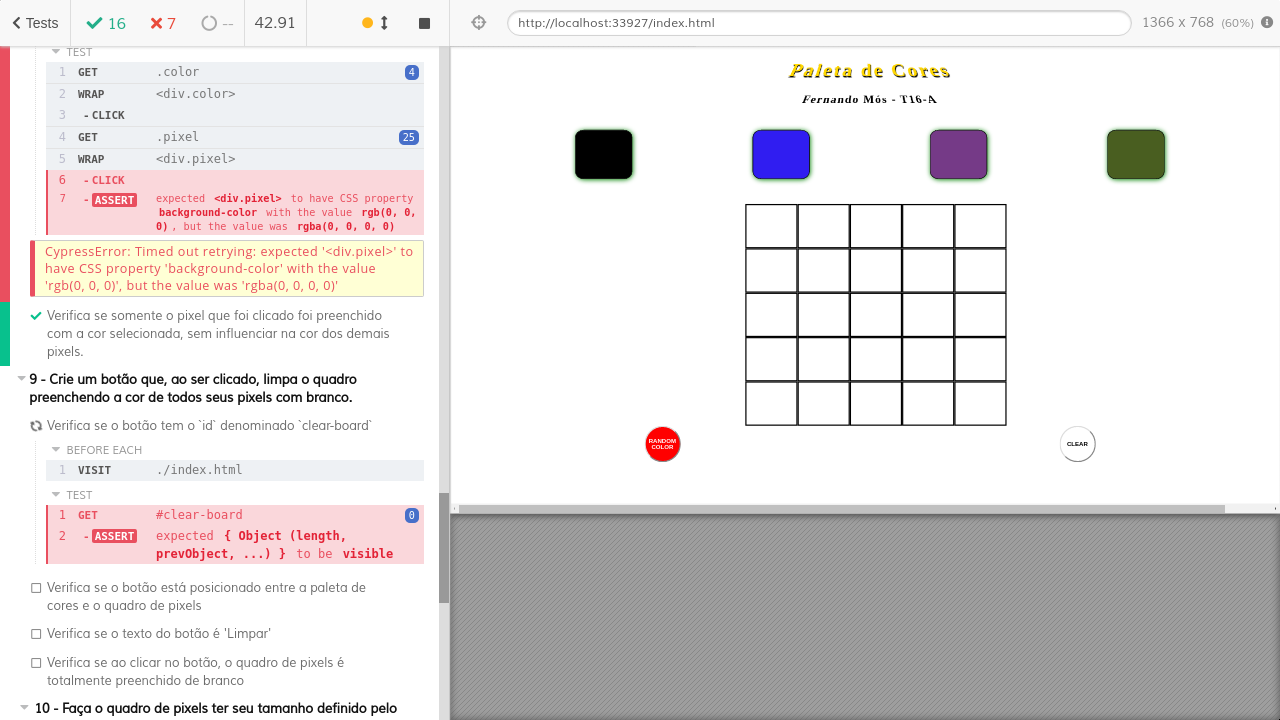 Tests
16
7
--
42.91
http://localhost:33927/index.html
1366 x 768 (60%)
TEST
1 GET .color 4
2 WRAP <div.color>
3 -CLICK
4 GET .pixel 25
5 WRAP <div.pixel>
6 -CLICK
7 -ASSERT expected <div.pixel> to have CSS property
background-color with the value rgb(0, 0,
0), but the value was rgba(0, 0, 0, 0)
CypressError: Timed out retrying: expected '<div.pixel>' to
have CSS property 'background-color' with the value
'rgb(0, 0, 0)', but the value was 'rgba(0, 0, 0, 0)'
Verifica se somente o pixel que foi clicado foi preenchido
com a cor selecionada, sem influenciar na cor dos demais
pixels.
9 - Crie um botão que, ao ser clicado, limpa o quadro
preenchendo a cor de todos seus pixels com branco.
Verifica se o botão tem o `id` denominado `clear-board`
BEFORE EACH
1 VISIT ./index.html
TEST
1 GET #clear-board 0
2 -ASSERT expected { Object (length,
prevObject, ...) } to be visible
Verifica se o botão está posicionado entre a paleta de
cores e o quadro de pixels
Verifica se o texto do botão é 'Limpar'
Verifica se ao clicar no botão, o quadro de pixels é
totalmente preenchido de branco
10 - Faça o quadro de pixels ter seu tamanho definido pelo
Paleta de Cores
Fernando Mós - T16-A
RANDOM
COLOR
CLEAR